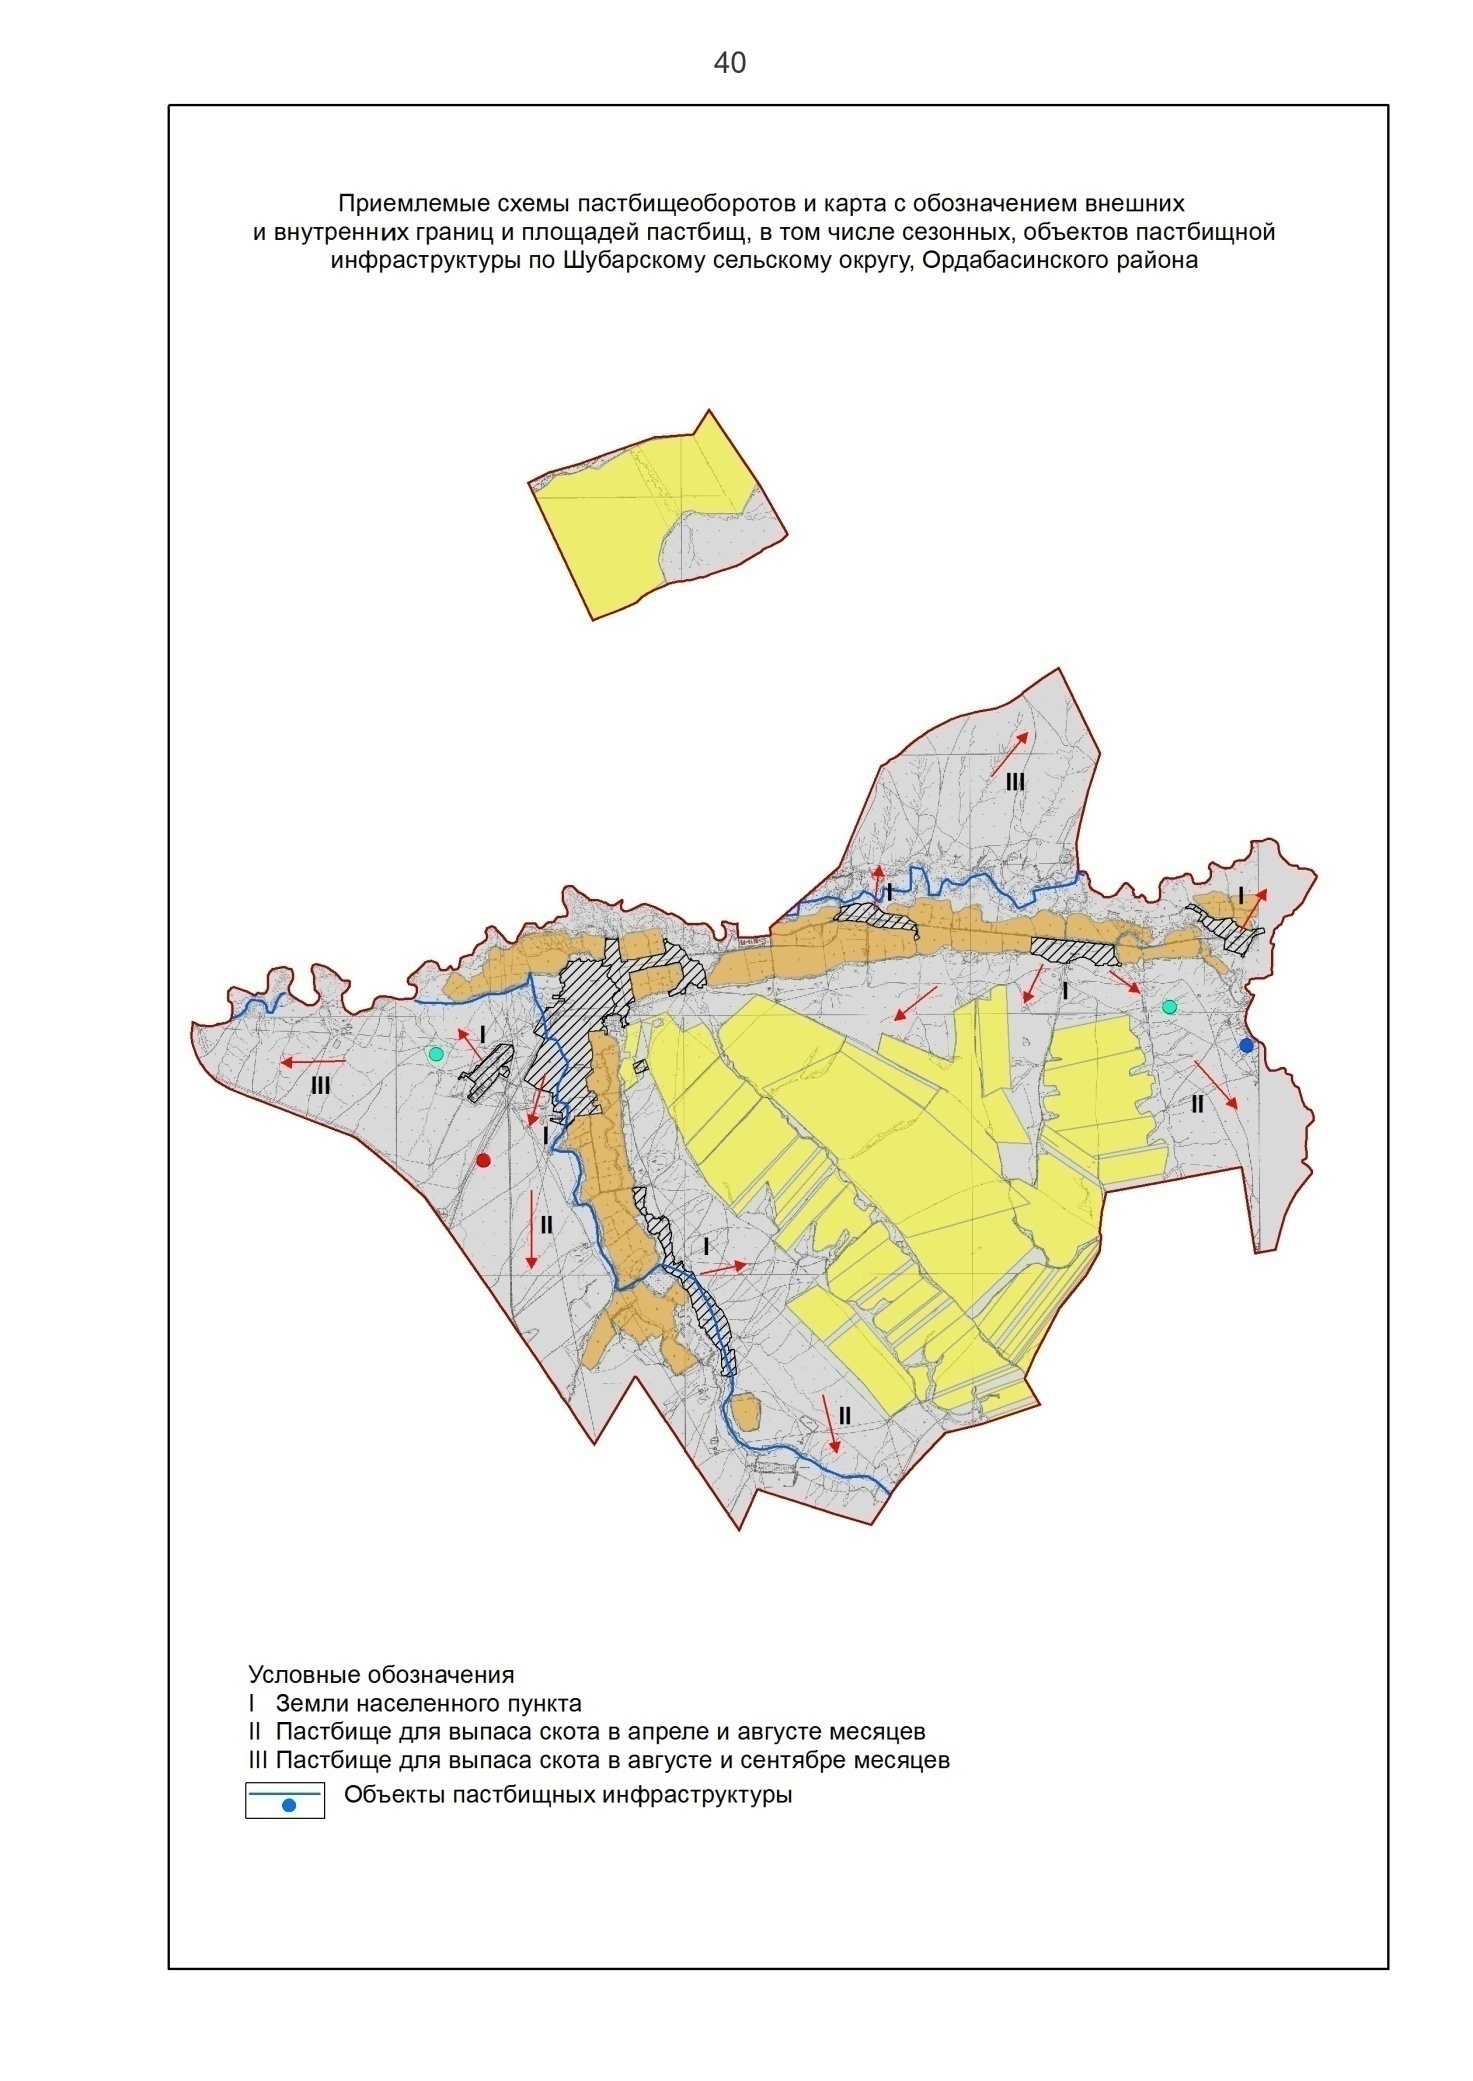 40
Приемлемые схемы пастбищеоборотов и карта с обозначением внешних
и внутренних границ и площадей пастбищ, в том числе сезонных, объектов пастбищной
инфраструктуры по Шубарскому сельскому округу, Ордабасинского района
III
I
I
I
I
III
II
I
II
I
II
Условные обозначения
I Земли населенного пункта
II Пастбище для выпаса скота в апреле и августе месяцев
III Пастбище для выпаса скота в августе и сентябре месяцев
Объекты пастбищных инфраструктуры